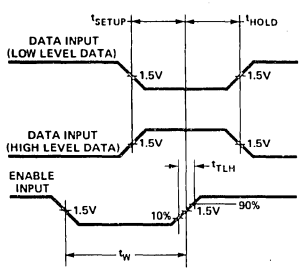 tSETUP
tHOLD
DATA INPUT
(LOW LEVEL DATA)
1.5V
1.5V
DATA INPUT
(HIGH LEVEL DATA)
1.5V
1.5V
tTLH
ENABLE
INPUT
1.5V
10%
1.5V
90%
tW